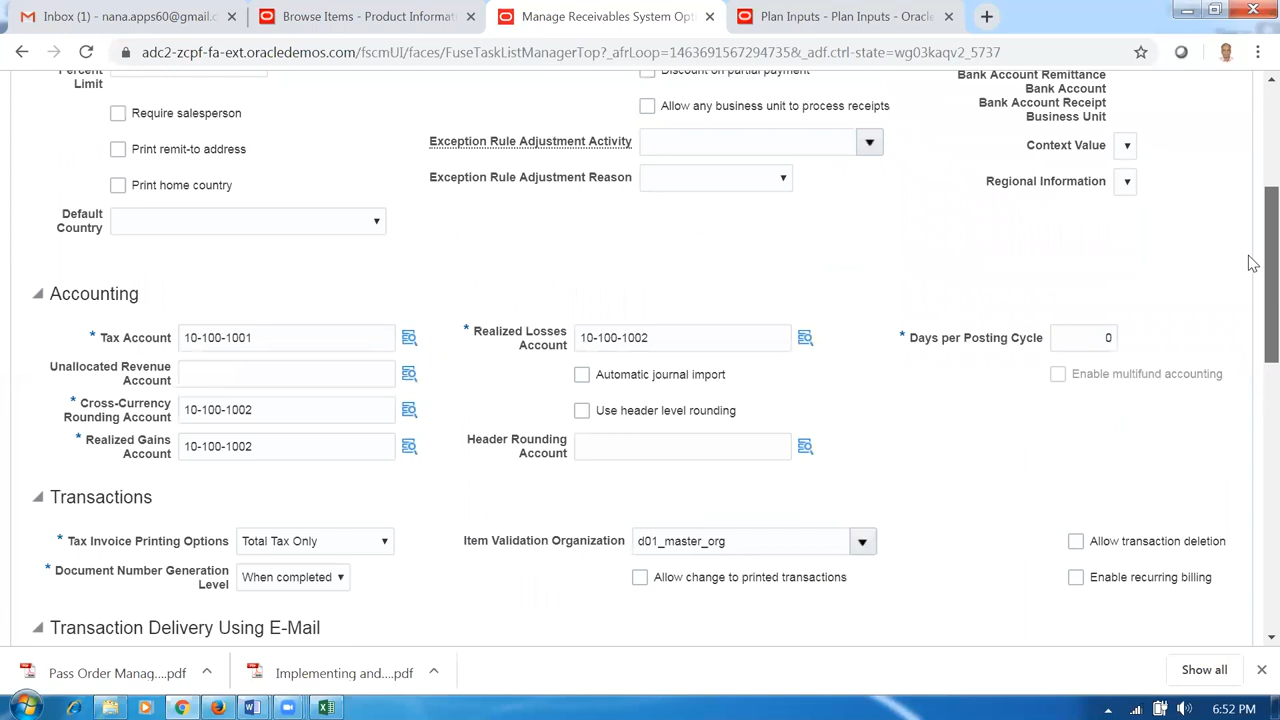 Inbox (1) - nana.apps60@gmail.c
Browse Items - Product Informati
Manage Receivables System Opt
Plan Inputs - Plan Inputs - Oracl
adc2-zcpf-fa-ext.oracledemos.com/fscmUI/faces/FuseTaskListManagerTop?_afrLoop=146369156729473​5&_adf.ctrl-state=wg03kaqv2_5737
Percent
Limit
Discount on partial payment
Bank Account Remittance
Bank Account
Bank Account Receipt
Business Unit
Require salesperson
Allow any business unit to process receipts
Print remit-to address
Exception Rule Adjustment Activity
Context Value
Print home country
Exception Rule Adjustment Reason
Regional Information
Default
Country
Accounting
* Tax Account 10-100-1001
* Realized Losses
Account 10-100-1002
* Days per Posting Cycle 0
Unallocated Revenue
Account
Automatic journal import
Enable multifund accounting
* Cross-Currency
Rounding Account 10-100-1002
Use header level rounding
* Realized Gains
Account 10-100-1002
Header Rounding
Account
Transactions
* Tax Invoice Printing Options Total Tax Only
Item Validation Organization d01_master_org
Allow transaction deletion
* Document Number Generation
Level When completed
Allow change to printed transactions
Enable recurring billing
Transaction Delivery Using E-Mail
Pass Order Manag....pdf
Implementing and....pdf
Show all
6:52 PM